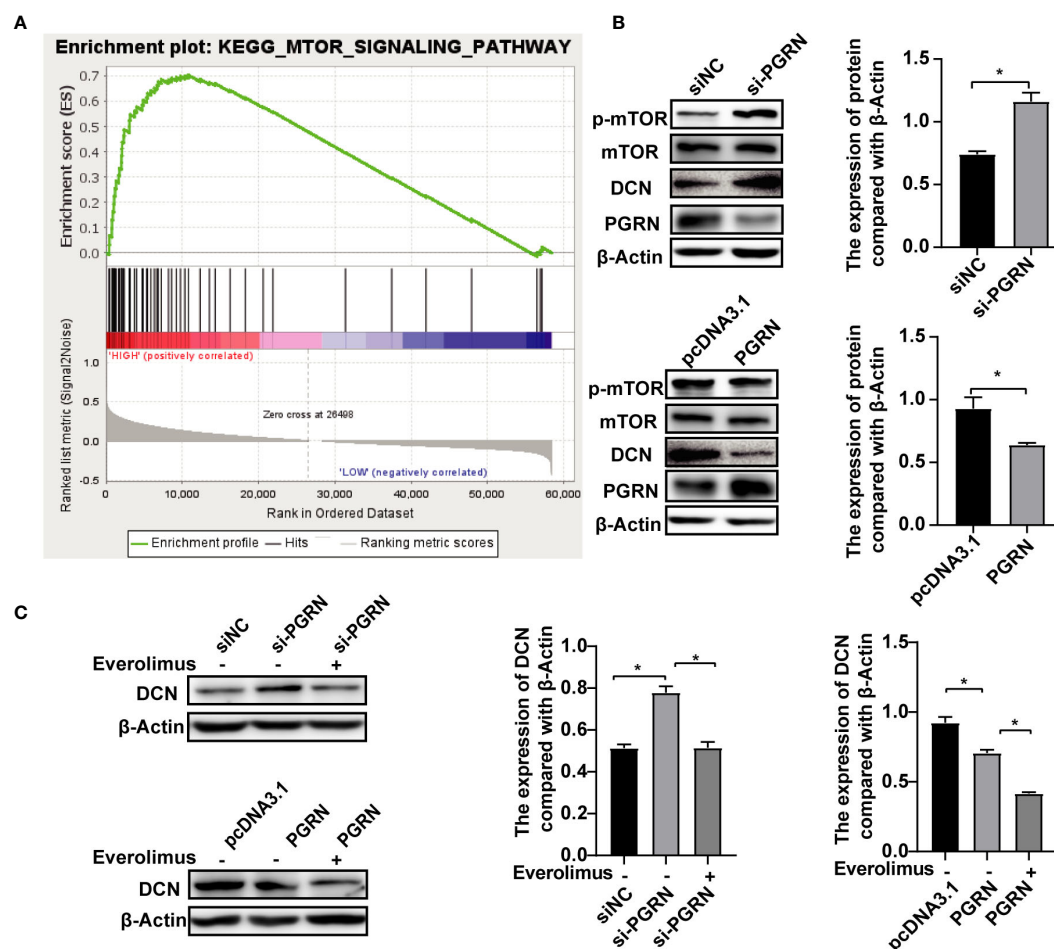 A
Enrichment plot: KEGG_MTOR_SIGNALING_PATHWAY
Enrichment score (ES)
0.7
0.6
0.5
0.4
0.3
0.2
0.1
0.0
'HIGH' (positively correlated)
Ranked list metric (Signal2Noise)
1.0
0.5
0.0
-0.5
Zero cross at 26498
'LOW' (negatively correlated)
0 10,000 20,000 30,000 40,000 50,000 60,000
Rank in Ordered Dataset
Enrichment profile Hits Ranking metric scores
B
siNC si-PGRN
p-mTOR
mTOR
DCN
PGRN
β-Actin
The expression of protein
compared with β-Actin
1.5
1.0
0.5
0.0
*
siNC si-PGRN
pcDNA3.1 PGRN
p-mTOR
mTOR
DCN
PGRN
β-Actin
The expression of protein
compared with β-Actin
1.5
1.0
0.5
0.0
*
pcDNA3.1 PGRN
C
siNC si-PGRN si-PGRN
Everolimus - - +
DCN
β-Actin
pcDNA3.1 PGRN PGRN
Everolimus - - +
DCN
β-Actin
The expression of DCN
compared with β-Actin
1.0
0.8
0.6
0.4
0.2
0.0
* *
Everolimus - - +
siNC si-PGRN si-PGRN
The expression of DCN
compared with β-Actin
1.5
1.0
0.5
0.0
* *
Everolimus - - +
pcDNA3.1 PGRN PGRN